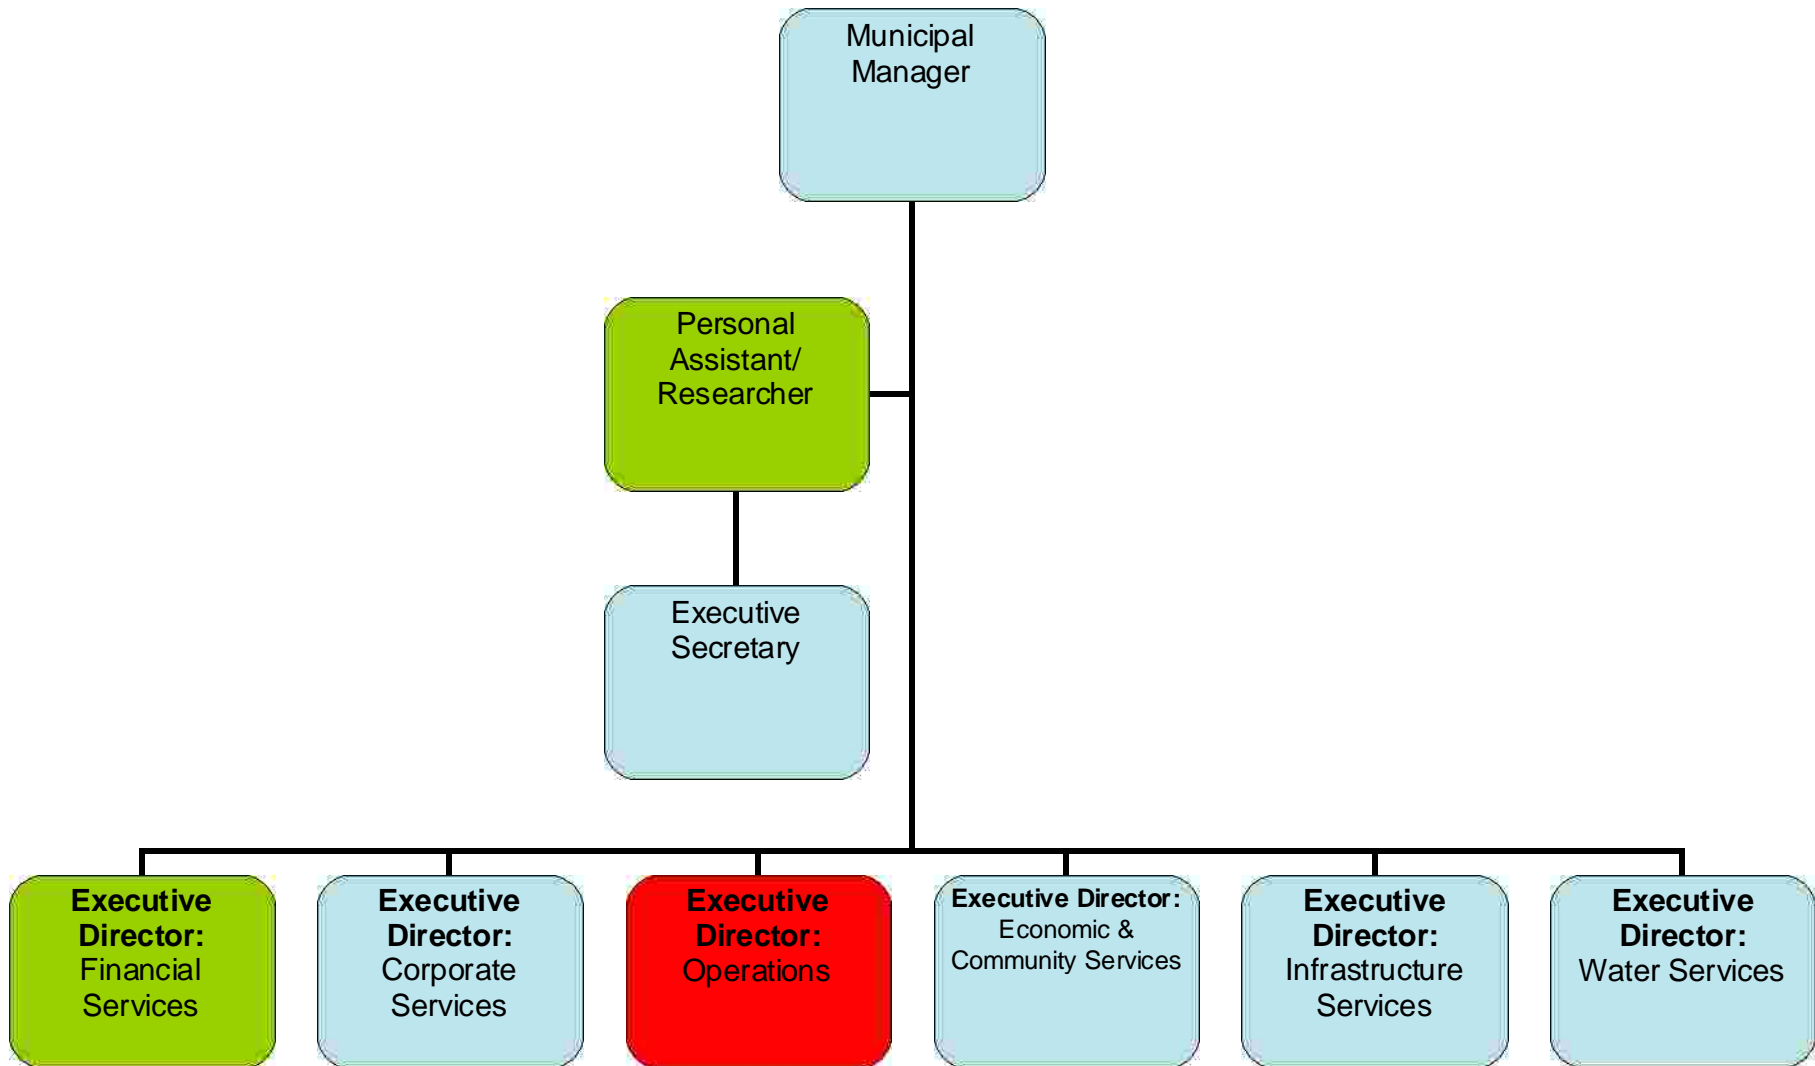 Municipal
Manager
Personal
Assistant/
Researcher
Executive
Secretary
Executive
Director:
Financial
Services
Executive
Director:
Corporate
Services
Executive
Director:
Operations
Executive Director:
Economic &
Community Services
Executive
Director:
Infrastructure
Services
Executive
Director:
Water Services